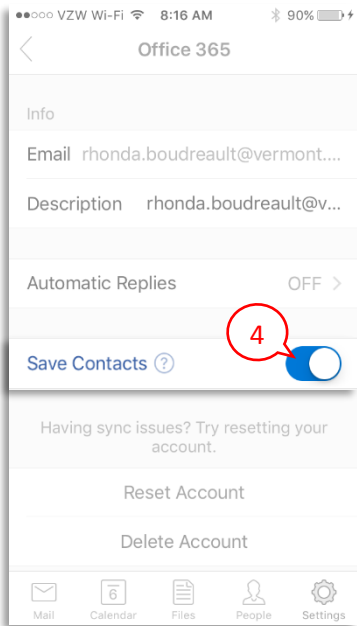 VZW Wi-Fi 8:16 AM 90%
Office 365
Info
Email rhonda.boudreault@vermont....
Description rhonda.boudreault@v...
Automatic Replies OFF
4
Save Contacts ?
Having sync issues? Try resetting your
account.
Reset Account
Delete Account
6
Mail Calendar Files People Settings